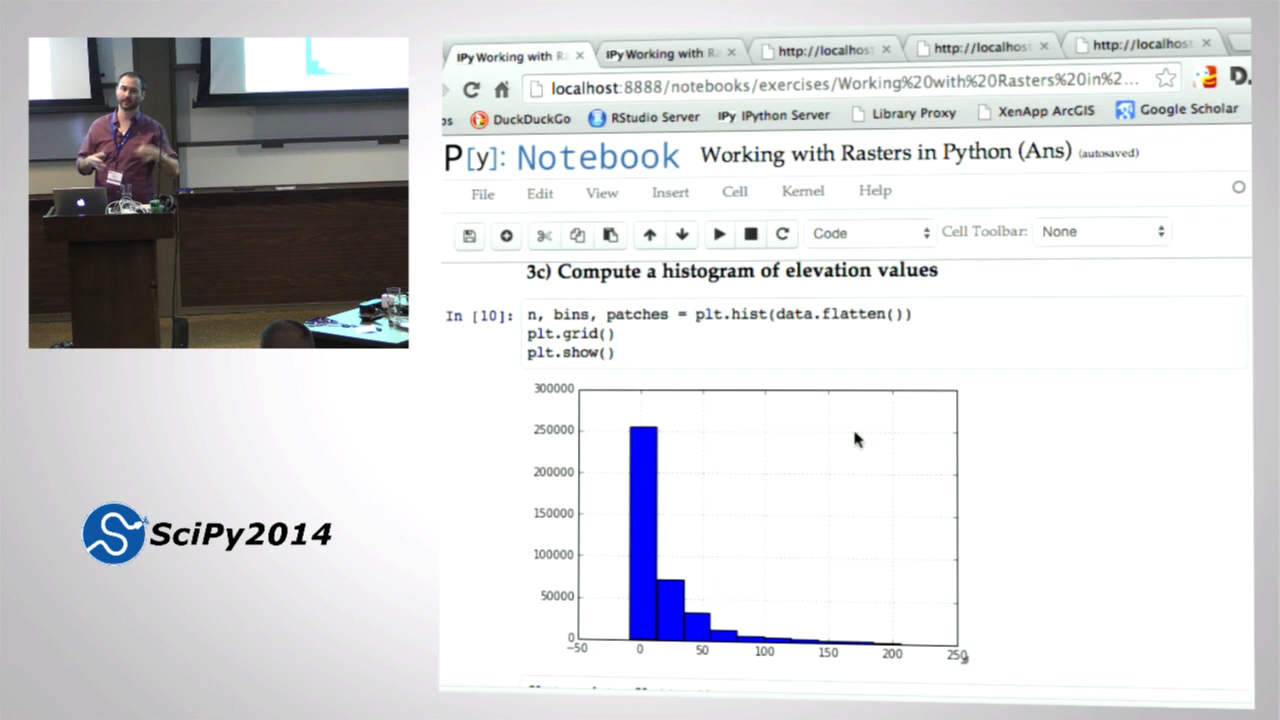 IPy Working with Ra
IPy Working with Ra
http://localhost:
http://localhost:
http://localhost:
localhost:8888/notebooks/exercises/Working%20with%20Rasters%20in%2...
DuckDuckGo
RStudio Server
IPy IPython Server
Library Proxy
XenApp ArcGIS
Google Scholar
IP[y]: Notebook
Working with Rasters in Python (Ans) (autosaved)
File Edit View Insert Cell Kernel Help
Code
Cell Toolbar: None
3c) Compute a histogram of elevation values
In [10]: n, bins, patches = plt.hist(data.flatten())
plt.grid()
plt.show()
300000
250000
200000
150000
100000
50000
0
−50 0 50 100 150 200 250
SciPy2014